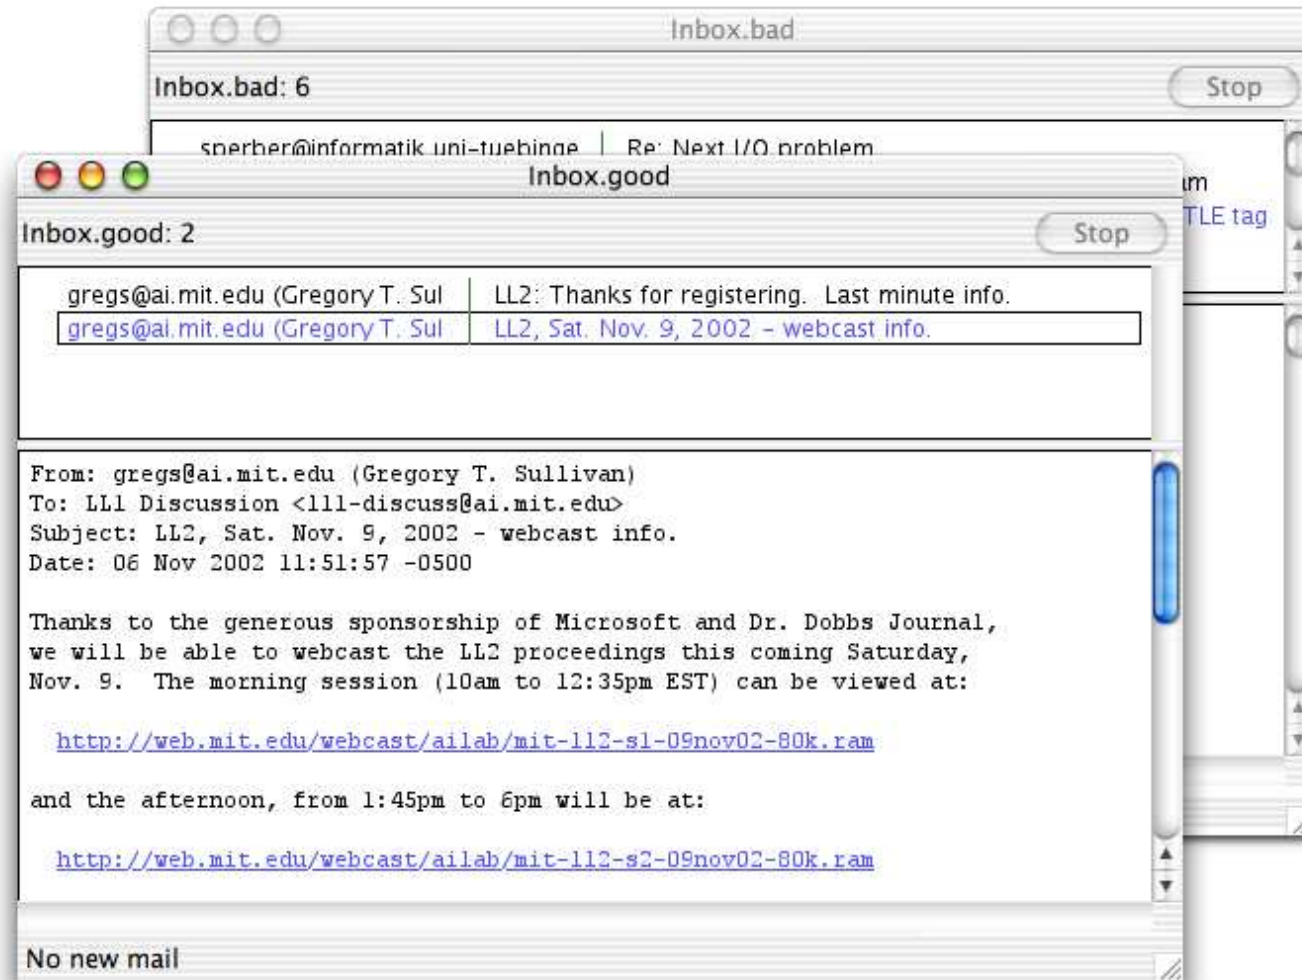 Inbox.bad
Inbox.bad: 6
Stop
sperber@informatik.uni-tuebinge Re: Next I/O problem
am
TLE tag
Inbox.good
Inbox.good: 2
Stop
gregs@ai.mit.edu (Gregory T. Sul LL2: Thanks for registering. Last minute info.
gregs@ai.mit.edu (Gregory T. Sul LL2, Sat. Nov. 9, 2002 – webcast info.
From: gregs@ai.mit.edu (Gregory T. Sullivan)
To: LL1 Discussion <ll1-discuss@ai.mit.edu>
Subject: LL2, Sat. Nov. 9, 2002 - webcast info.
Date: 06 Nov 2002 11:51:57 -0500
Thanks to the generous sponsorship of Microsoft and Dr. Dobbs Journal,
we will be able to webcast the LL2 proceedings this coming Saturday,
Nov. 9. The morning session (10am to 12:35pm EST) can be viewed at:
http://web.mit.edu/webcast/ailab/mit-ll2-s1-09nov02-80k.ram
and the afternoon, from 1:45pm to 6pm will be at:
http://web.mit.edu/webcast/ailab/mit-ll2-s2-09nov02-80k.ram
No new mail